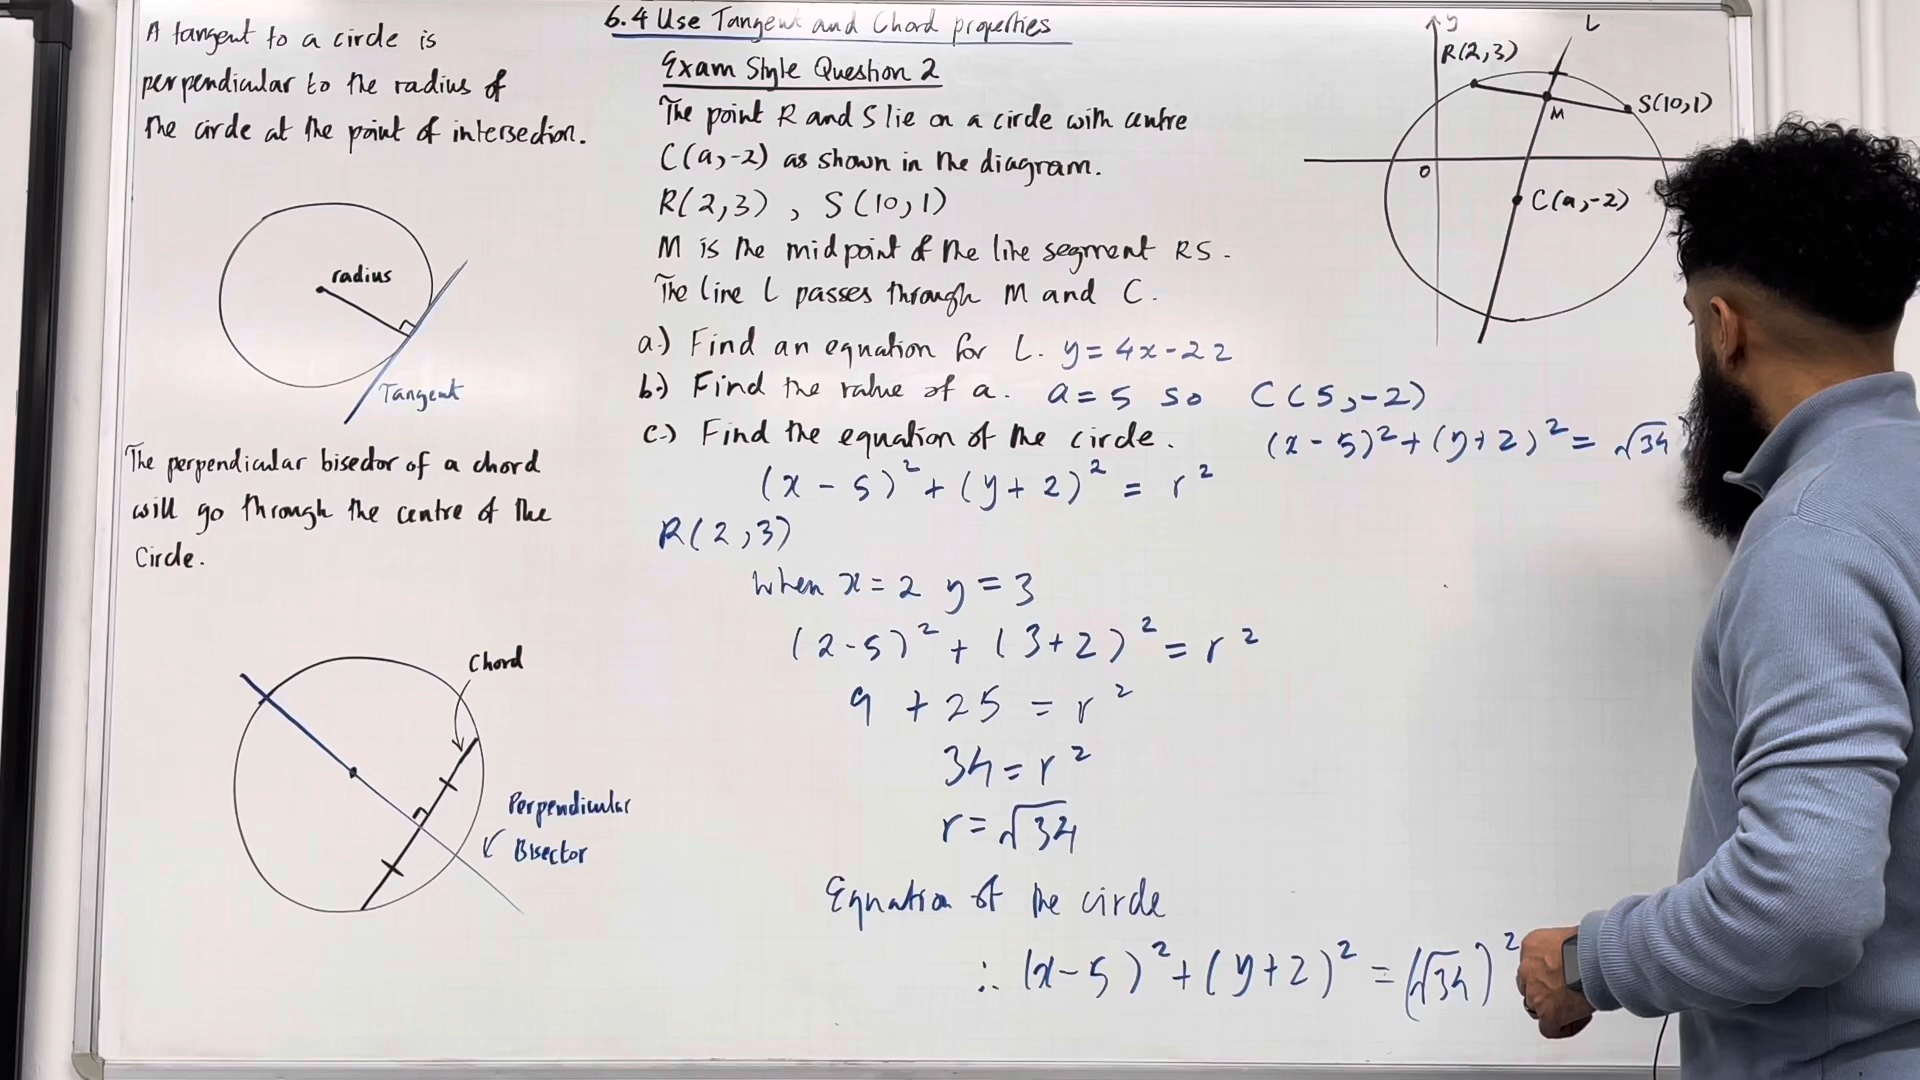 A tangent to a circle is
perpendicular to the radius of
the circle at the point of intersection.
radius
Tangent
The perpendicular bisector of a chord
will go through the centre of the
Circle.
Chord
Perpendicular
Bisector
6.4 Use Tangent and Chord properties
Exam Style Question 2
The point R and S lie on a circle with centre
C(a,-2) as shown in the diagram.
R(2,3) , S(10,1)
M is the midpoint of the line segment RS.
The line L passes through M and C.
a.) Find an equation for L. y=4x-22
b.) Find the value of a. a=5 so C(5,-2)
c.) Find the equation of the circle. (x-5)²+(y+2)²=√34
(x-5)²+(y+2)²=r²
R(2,3)
When x=2 y=3
(2-5)²+(3+2)²=r²
9+25=r²
34=r²
r=√34
Equation of the circle
∴ (x-5)²+(y+2)²=(√34)²
y
L
R(2,3)
S(10,1)
M
O
C(a,-2)